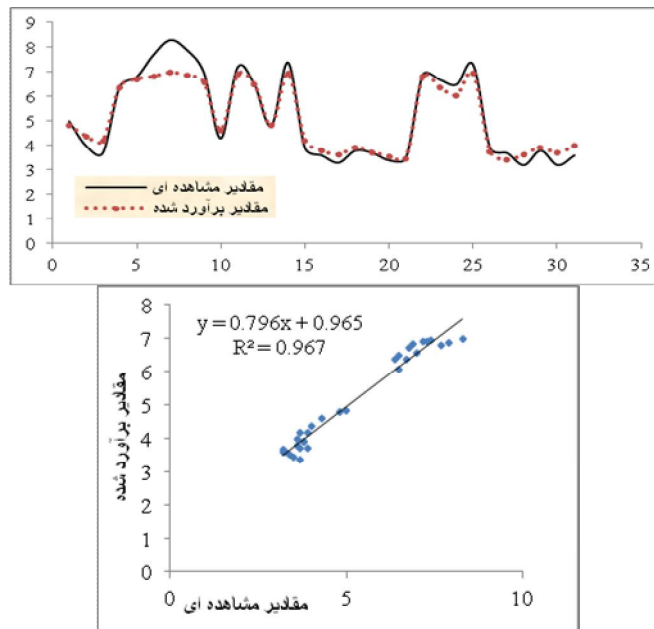 9
8
7
6
5
4
3
2
1
0
مقادیر مشاهده ای
مقادیر برآورد شده
0 5 10 15 20 25 30 35
8
7
6
5
4
3
2
1
0
y = 0.796x + 0.965
R² = 0.967
مقادیر برآورد شده
0 5 10
مقادیر مشاهده ای